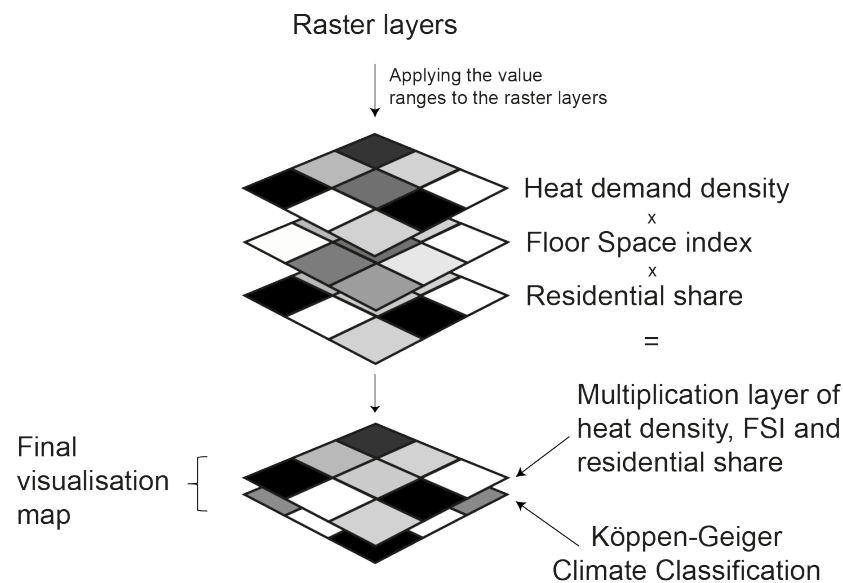 Raster layers
Applying the value
ranges to the raster layers
Heat demand density
x
Floor Space index
x
Residential share
=
Multiplication layer of
heat density, FSI and
residential share
Final
visualisation
map
Köppen-Geiger
Climate Classification